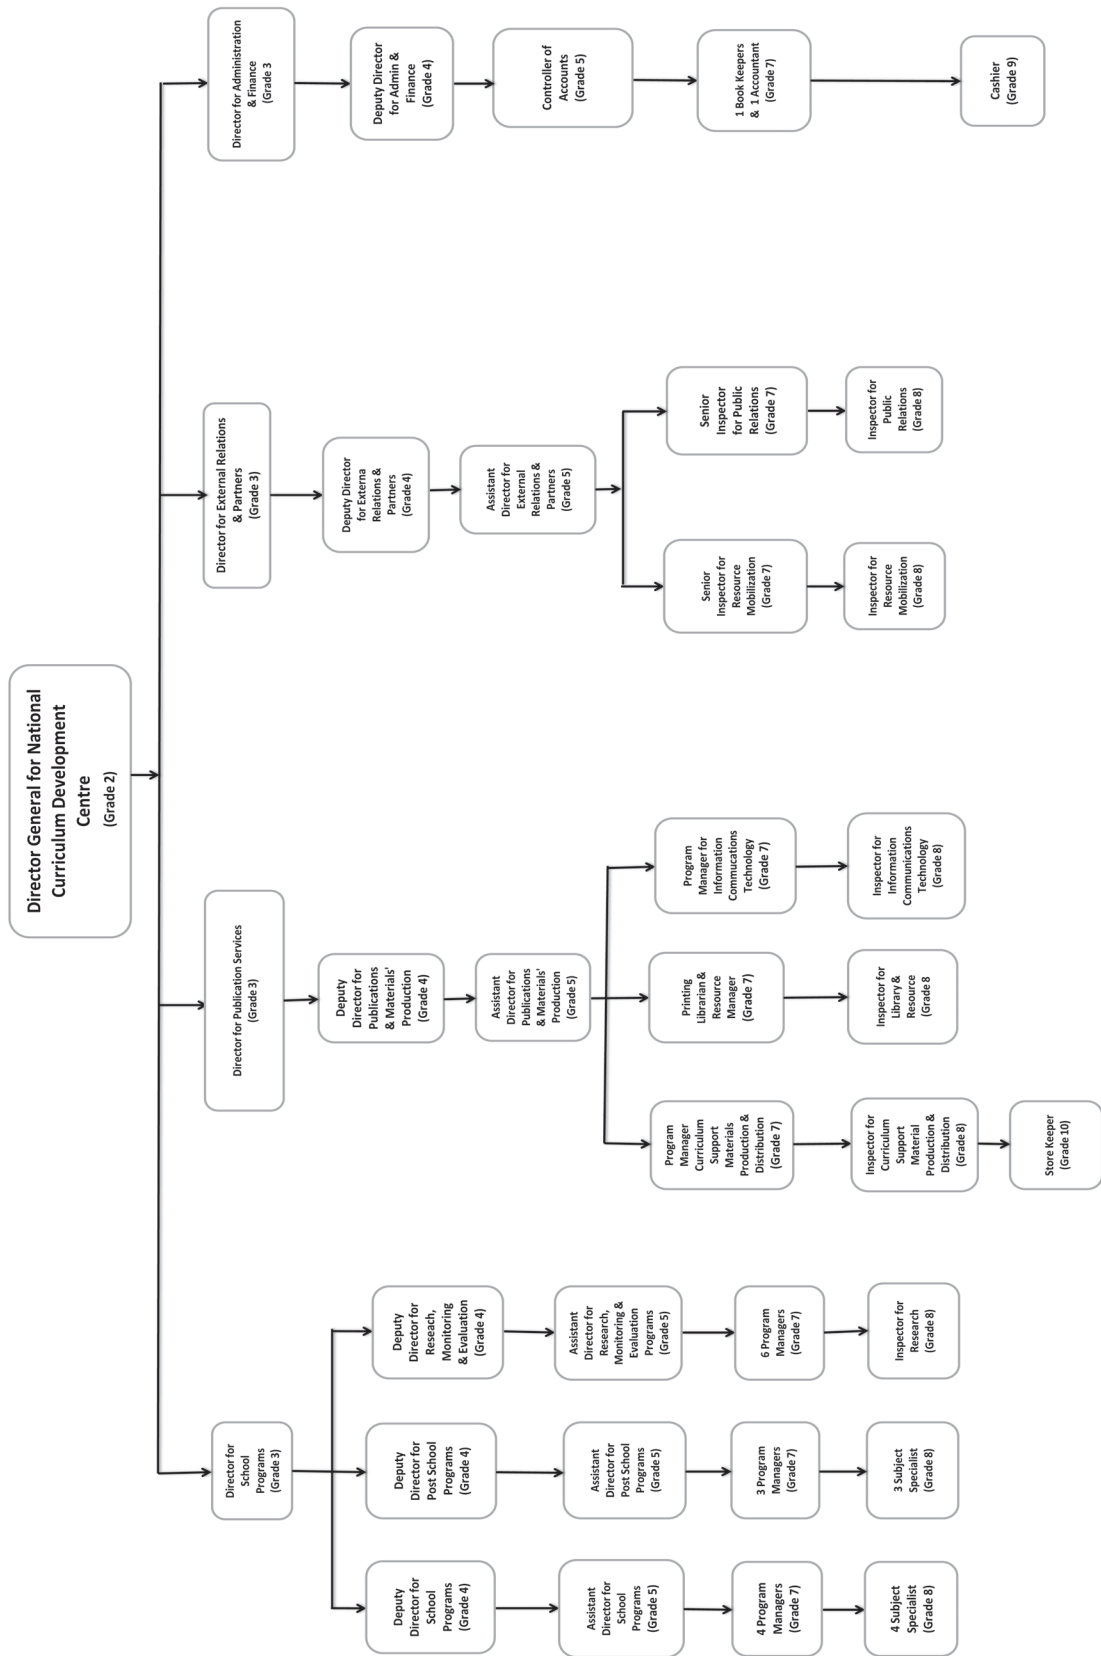 Director General for National
Curriculum Development
Centre
(Grade 2)
Director for
School
Programs
(Grade 3)
Director for Publication Services
(Grade 3)
Director for External Relations
& Partners
(Grade 3)
Director for Administration
& Finance
(Grade 3
Deputy
Director for
School
Programs
(Grade 4)
Deputy
Director for
Post School
Programs
(Grade 4)
Deputy
Director for
Reseach,
Monitoring
& Evaluation
(Grade 4)
Deputy
Director for
Publications
& Materials'
Production
(Grade 4)
Deputy Director
for Externa
Relations &
Partners
(Grade 4)
Deputy Director
for Admin &
Finance
(Grade 4)
Assistant
Director for
School
Programs
(Grade 5)
Assistant
Director for
Post School
Programs
(Grade 5)
Assistant
Director for
Research,
Monitoring &
Evaluation
Programs
(Grade 5)
Assistant
Director for
Publications
& Materials'
Production
(Grade 5)
Assistant
Director for
External
Relations &
Partners
(Grade 5)
Controller of
Accounts
(Grade 5)
4 Program
Managers
(Grade 7)
3 Program
Managers
(Grade 7)
6 Program
Managers
(Grade 7)
Program
Manager
Curriculum
Support
Materials
Production &
Distribution
(Grade 7)
Printing
Librarian &
Resource
Manager
(Grade 7)
Program
Manager for
Information
Commucations
Technology
(Grade 7)
Senior
Inspector for
Resource
Mobilization
(Grade 7)
Senior
Inspector
for Public
Relations
(Grade 7)
1 Book Keepers
& 1 Accountant
(Grade 7)
4 Subject
Specialist
(Grade 8)
3 Subject
Specialist
(Grade 8)
Inspector for
Research
(Grade 8)
Inspector for
Curriculum
Support
Material
Production &
Distribution
(Grade 8)
Inspector for
Library &
Resource
(Grade 8
Inspector for
Information
Communications
Technology
(Grade 8)
Inspector for
Resource
Mobilization
(Grade 8)
Inspector for
Public
Relations
(Grade 8)
Cashier
(Grade 9)
Store Keeper
(Grade 10)